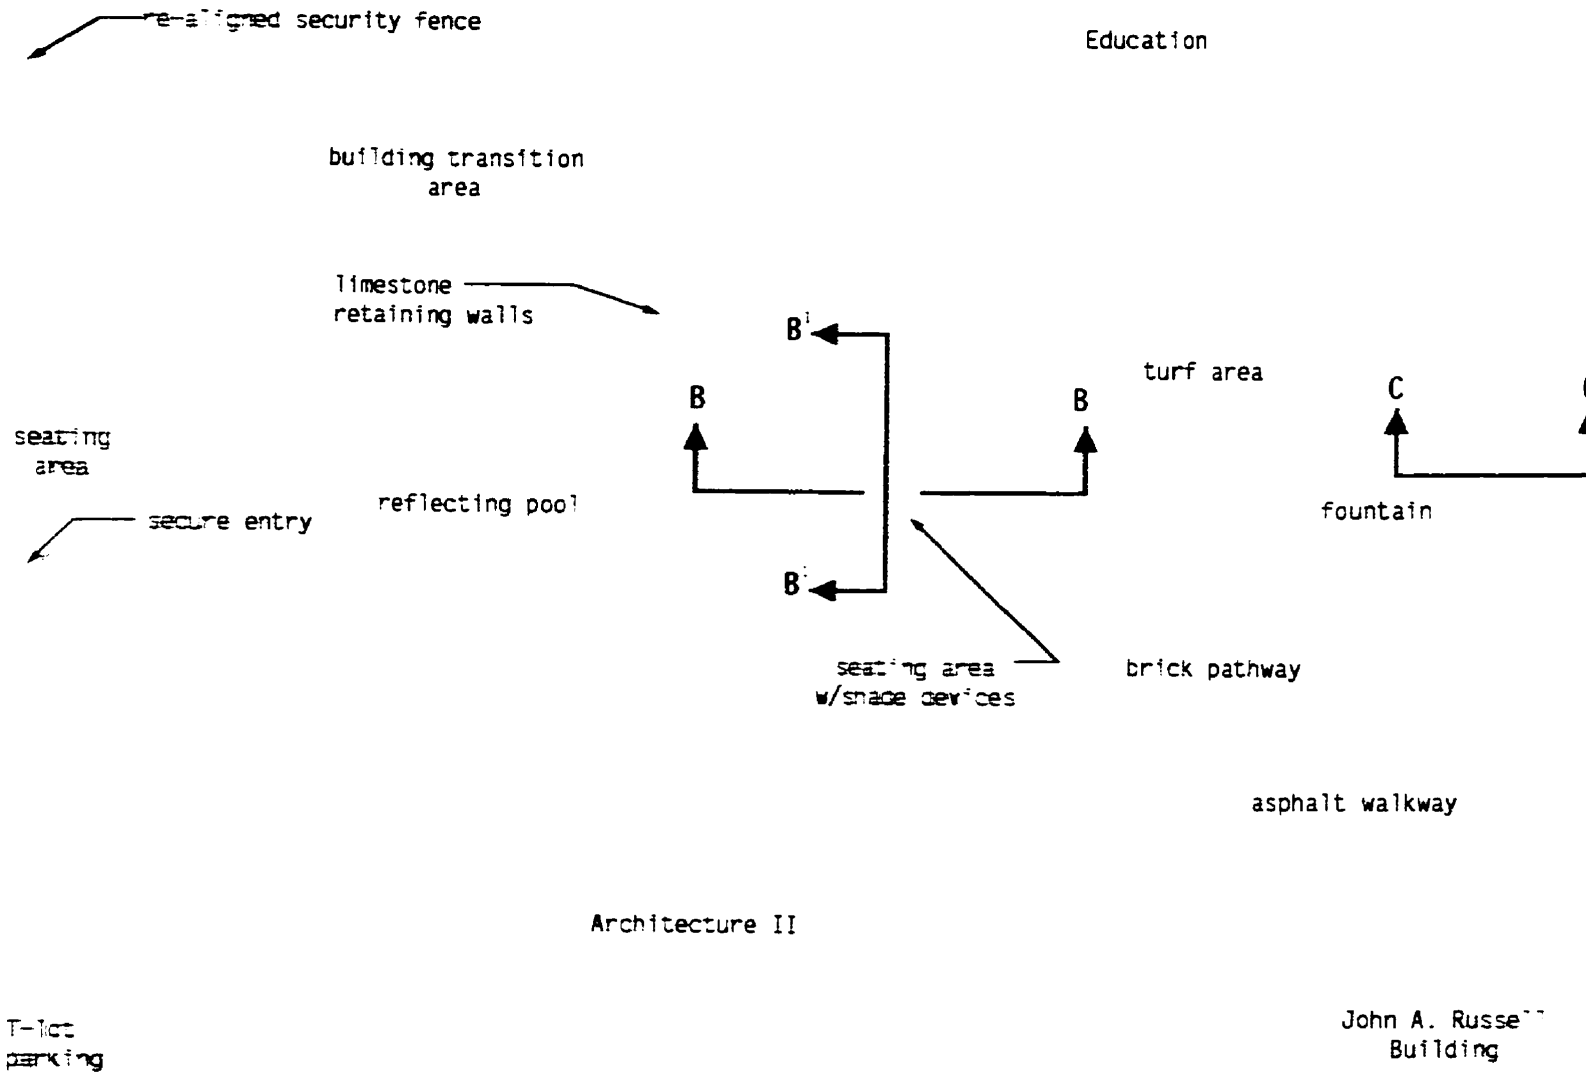 re-aligned security fence
Education
building transition
area
limestone
retaining walls
B'
turf area
B
B
C
seating
area
reflecting pool
secure entry
fountain
B'
seating area
w/shade devices
brick pathway
asphalt walkway
Architecture II
T-lot
parking
John A. Russell
Building